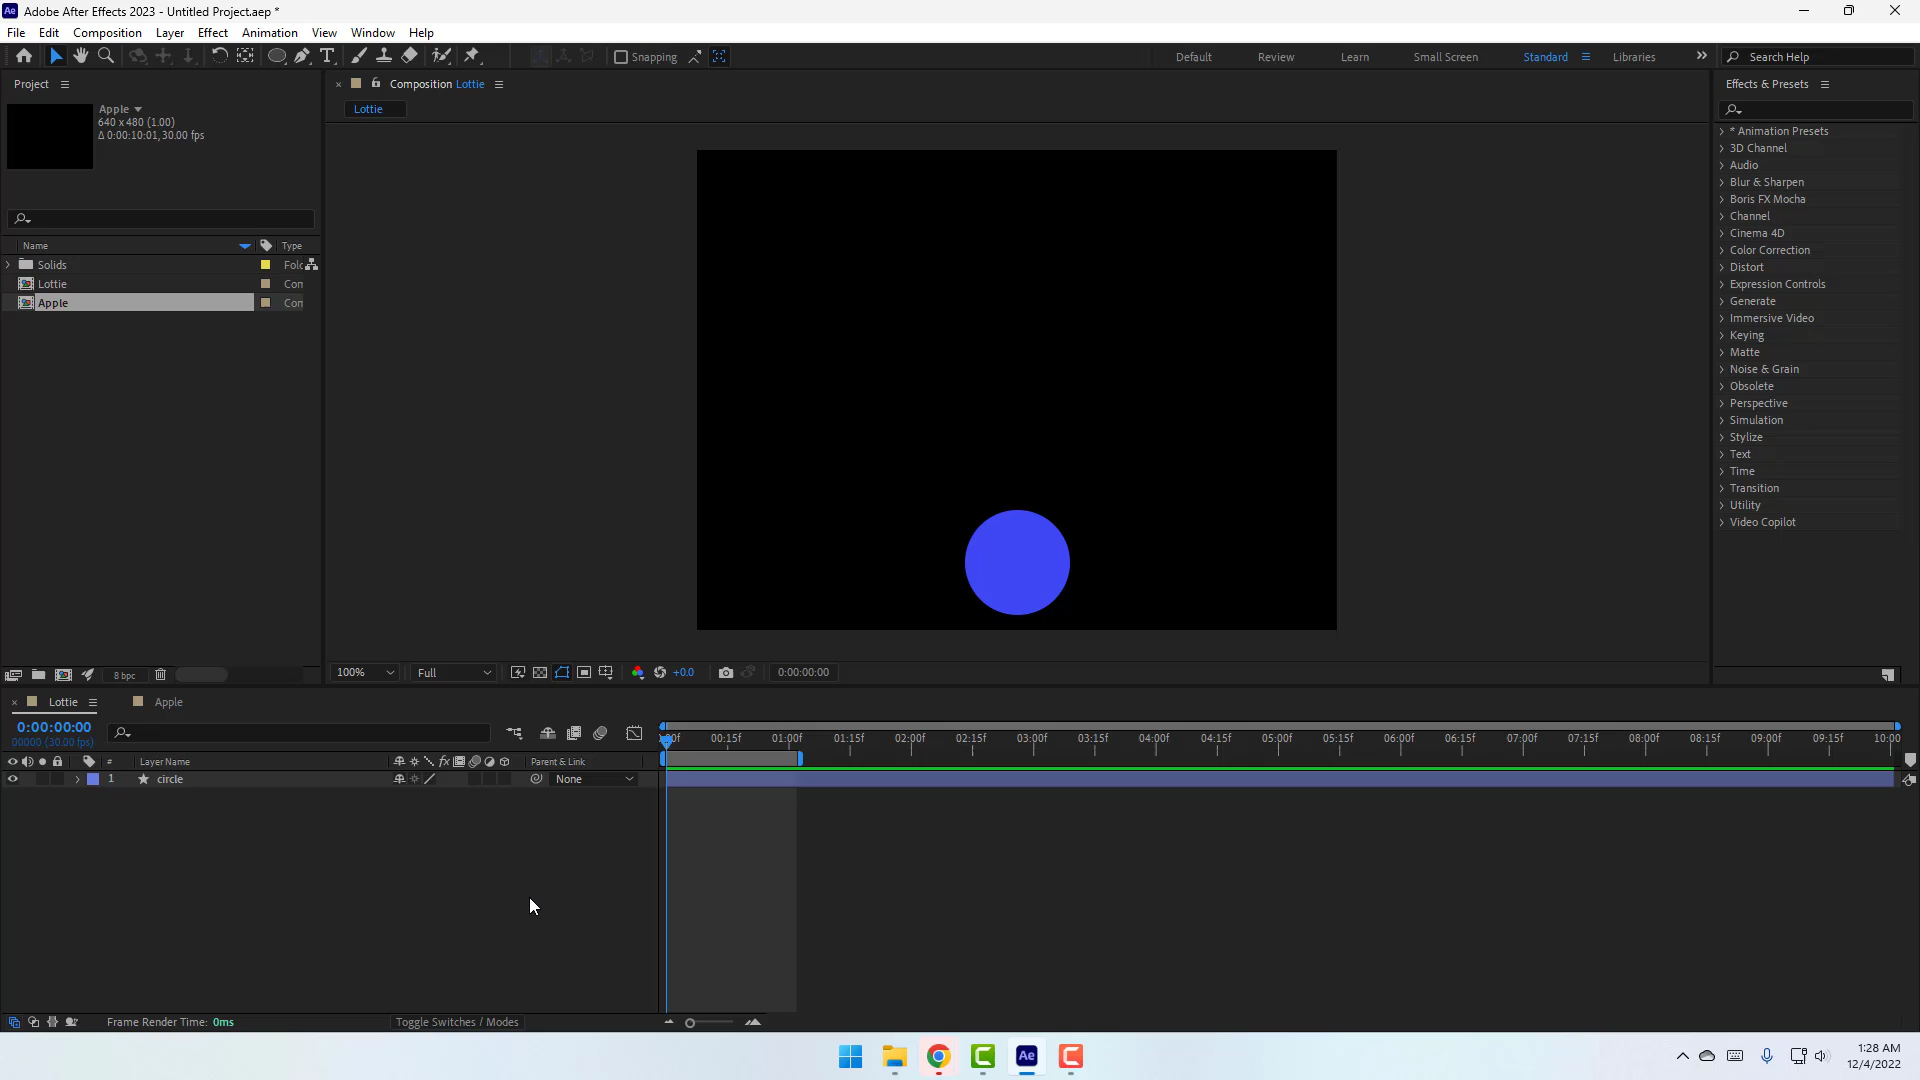 Ae Adobe After Effects 2023 - Untitled Project.aep *
File Edit Composition Layer Effect Animation View Window Help
Snapping Default Review Learn Small Screen Standard Libraries Search Help
Project
Apple
640 x 480 (1.00)
Δ 0:00:10:01, 30.00 fps
Name Type
Solids Folc
Lottie Con
Apple Con
8 bpc
Composition Lottie
Lottie
100% Full +0.0 0:00:00:00
Effects & Presets
* Animation Presets
3D Channel
Audio
Blur & Sharpen
Boris FX Mocha
Channel
Cinema 4D
Color Correction
Distort
Expression Controls
Generate
Immersive Video
Keying
Matte
Noise & Grain
Obsolete
Perspective
Simulation
Stylize
Text
Time
Transition
Utility
Video Copilot
Lottie Apple
0:00:00:00
00000 (30.00 fps)
00f 00:15f 01:00f 01:15f 02:00f 02:15f 03:00f 03:15f 04:00f 04:15f 05:00f 05:15f 06:00f 06:15f 07:00f 07:15f 08:00f 08:15f 09:00f 09:15f 10:00
# Layer Name fx Parent & Link
1 circle None
Frame Render Time: 0ms Toggle Switches / Modes
Ae
1:28 AM
12/4/2022